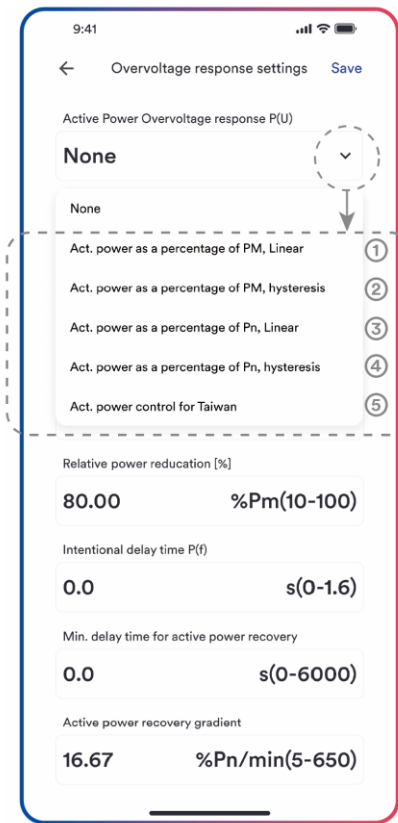 9:41
Overvoltage response settings Save
Active Power Overvoltage response P(U)
None
None
Act. power as a percentage of PM, Linear ①
Act. power as a percentage of PM, hysteresis ②
Act. power as a percentage of Pn, Linear ③
Act. power as a percentage of Pn, hysteresis ④
Act. power control for Taiwan ⑤
Relative power reducation [%]
80.00 %Pm(10-100)
Intentional delay time P(f)
0.0 s(0-1.6)
Min. delay time for active power recovery
0.0 s(0-6000)
Active power recovery gradient
16.67 %Pn/min(5-650)